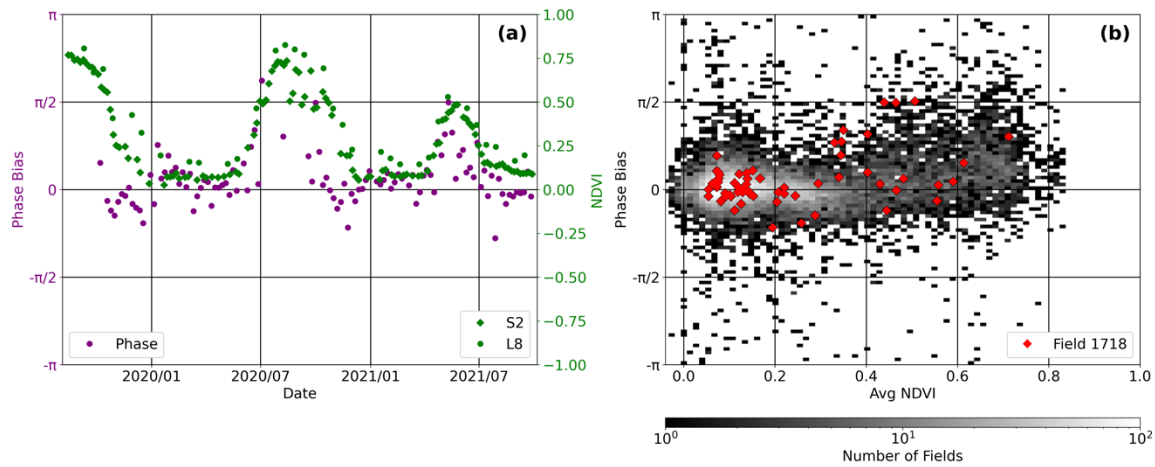 (a)
π
π/2
0
-π/2
-π
Phase Bias
1.00
0.75
0.50
0.25
0.00
−0.25
−0.50
−0.75
−1.00
NDVI
Phase
S2
L8
2020/01
2020/07
2021/01
2021/07
Date
(b)
π
π/2
0
-π/2
-π
Phase Bias
Field 1718
0.0
0.2
0.4
0.6
0.8
1.0
Avg NDVI
10⁰
10¹
10²
Number of Fields